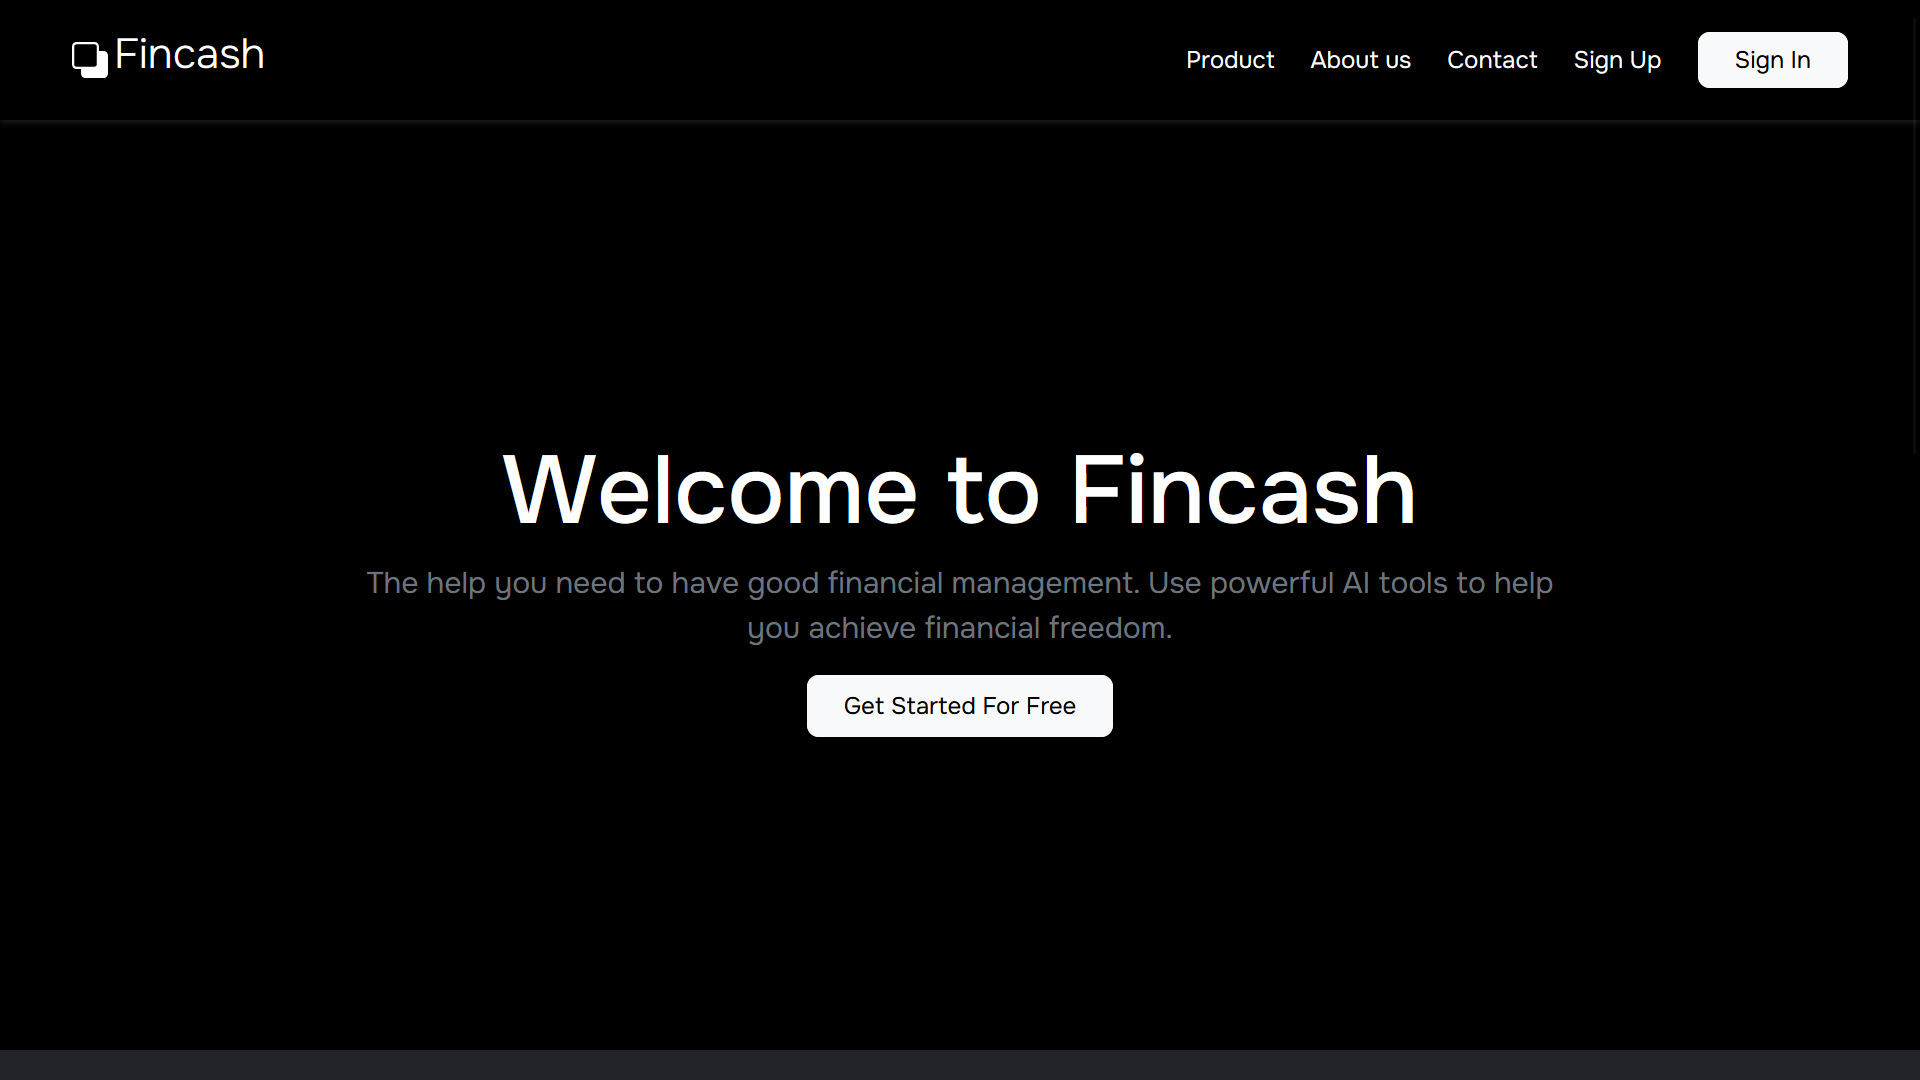 Fincash
Product
About us
Contact
Sign Up
Sign In
Welcome to Fincash
The help you need to have good financial management. Use powerful AI tools to help
you achieve financial freedom.
Get Started For Free